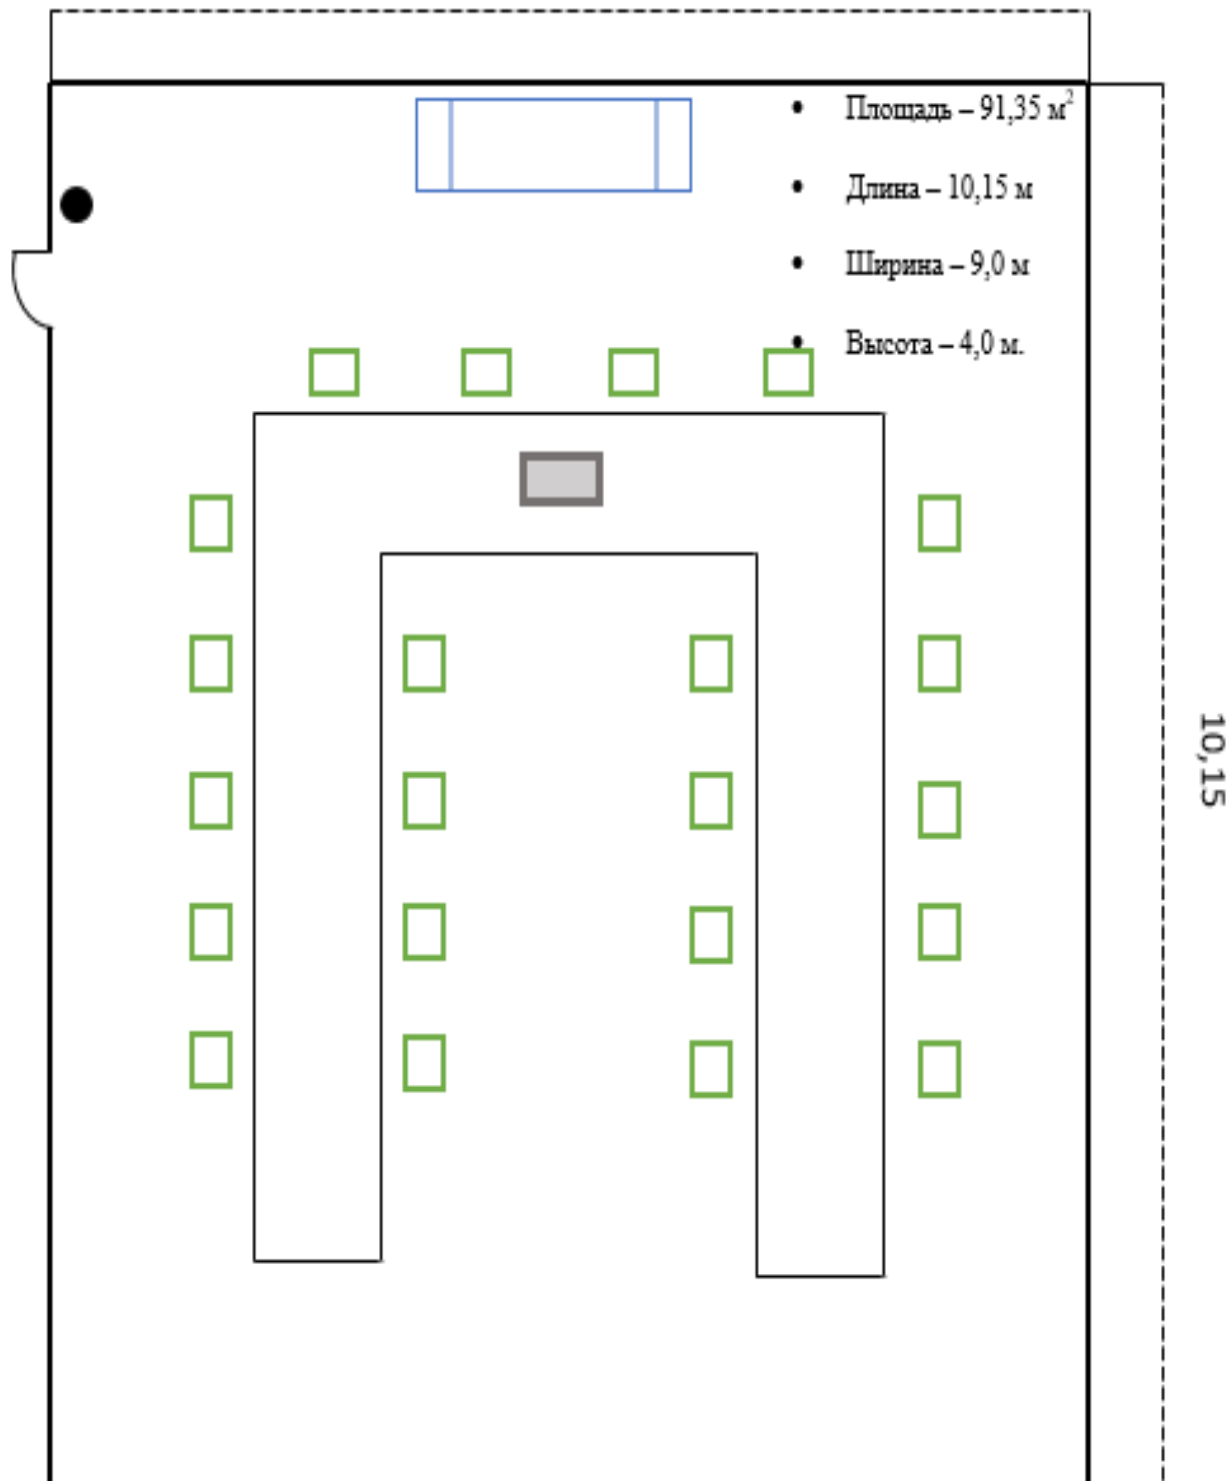 • Площадь – 91,35 м²
• Длина – 10,15 м
• Ширина – 9,0 м
• Высота – 4,0 м.
10,15